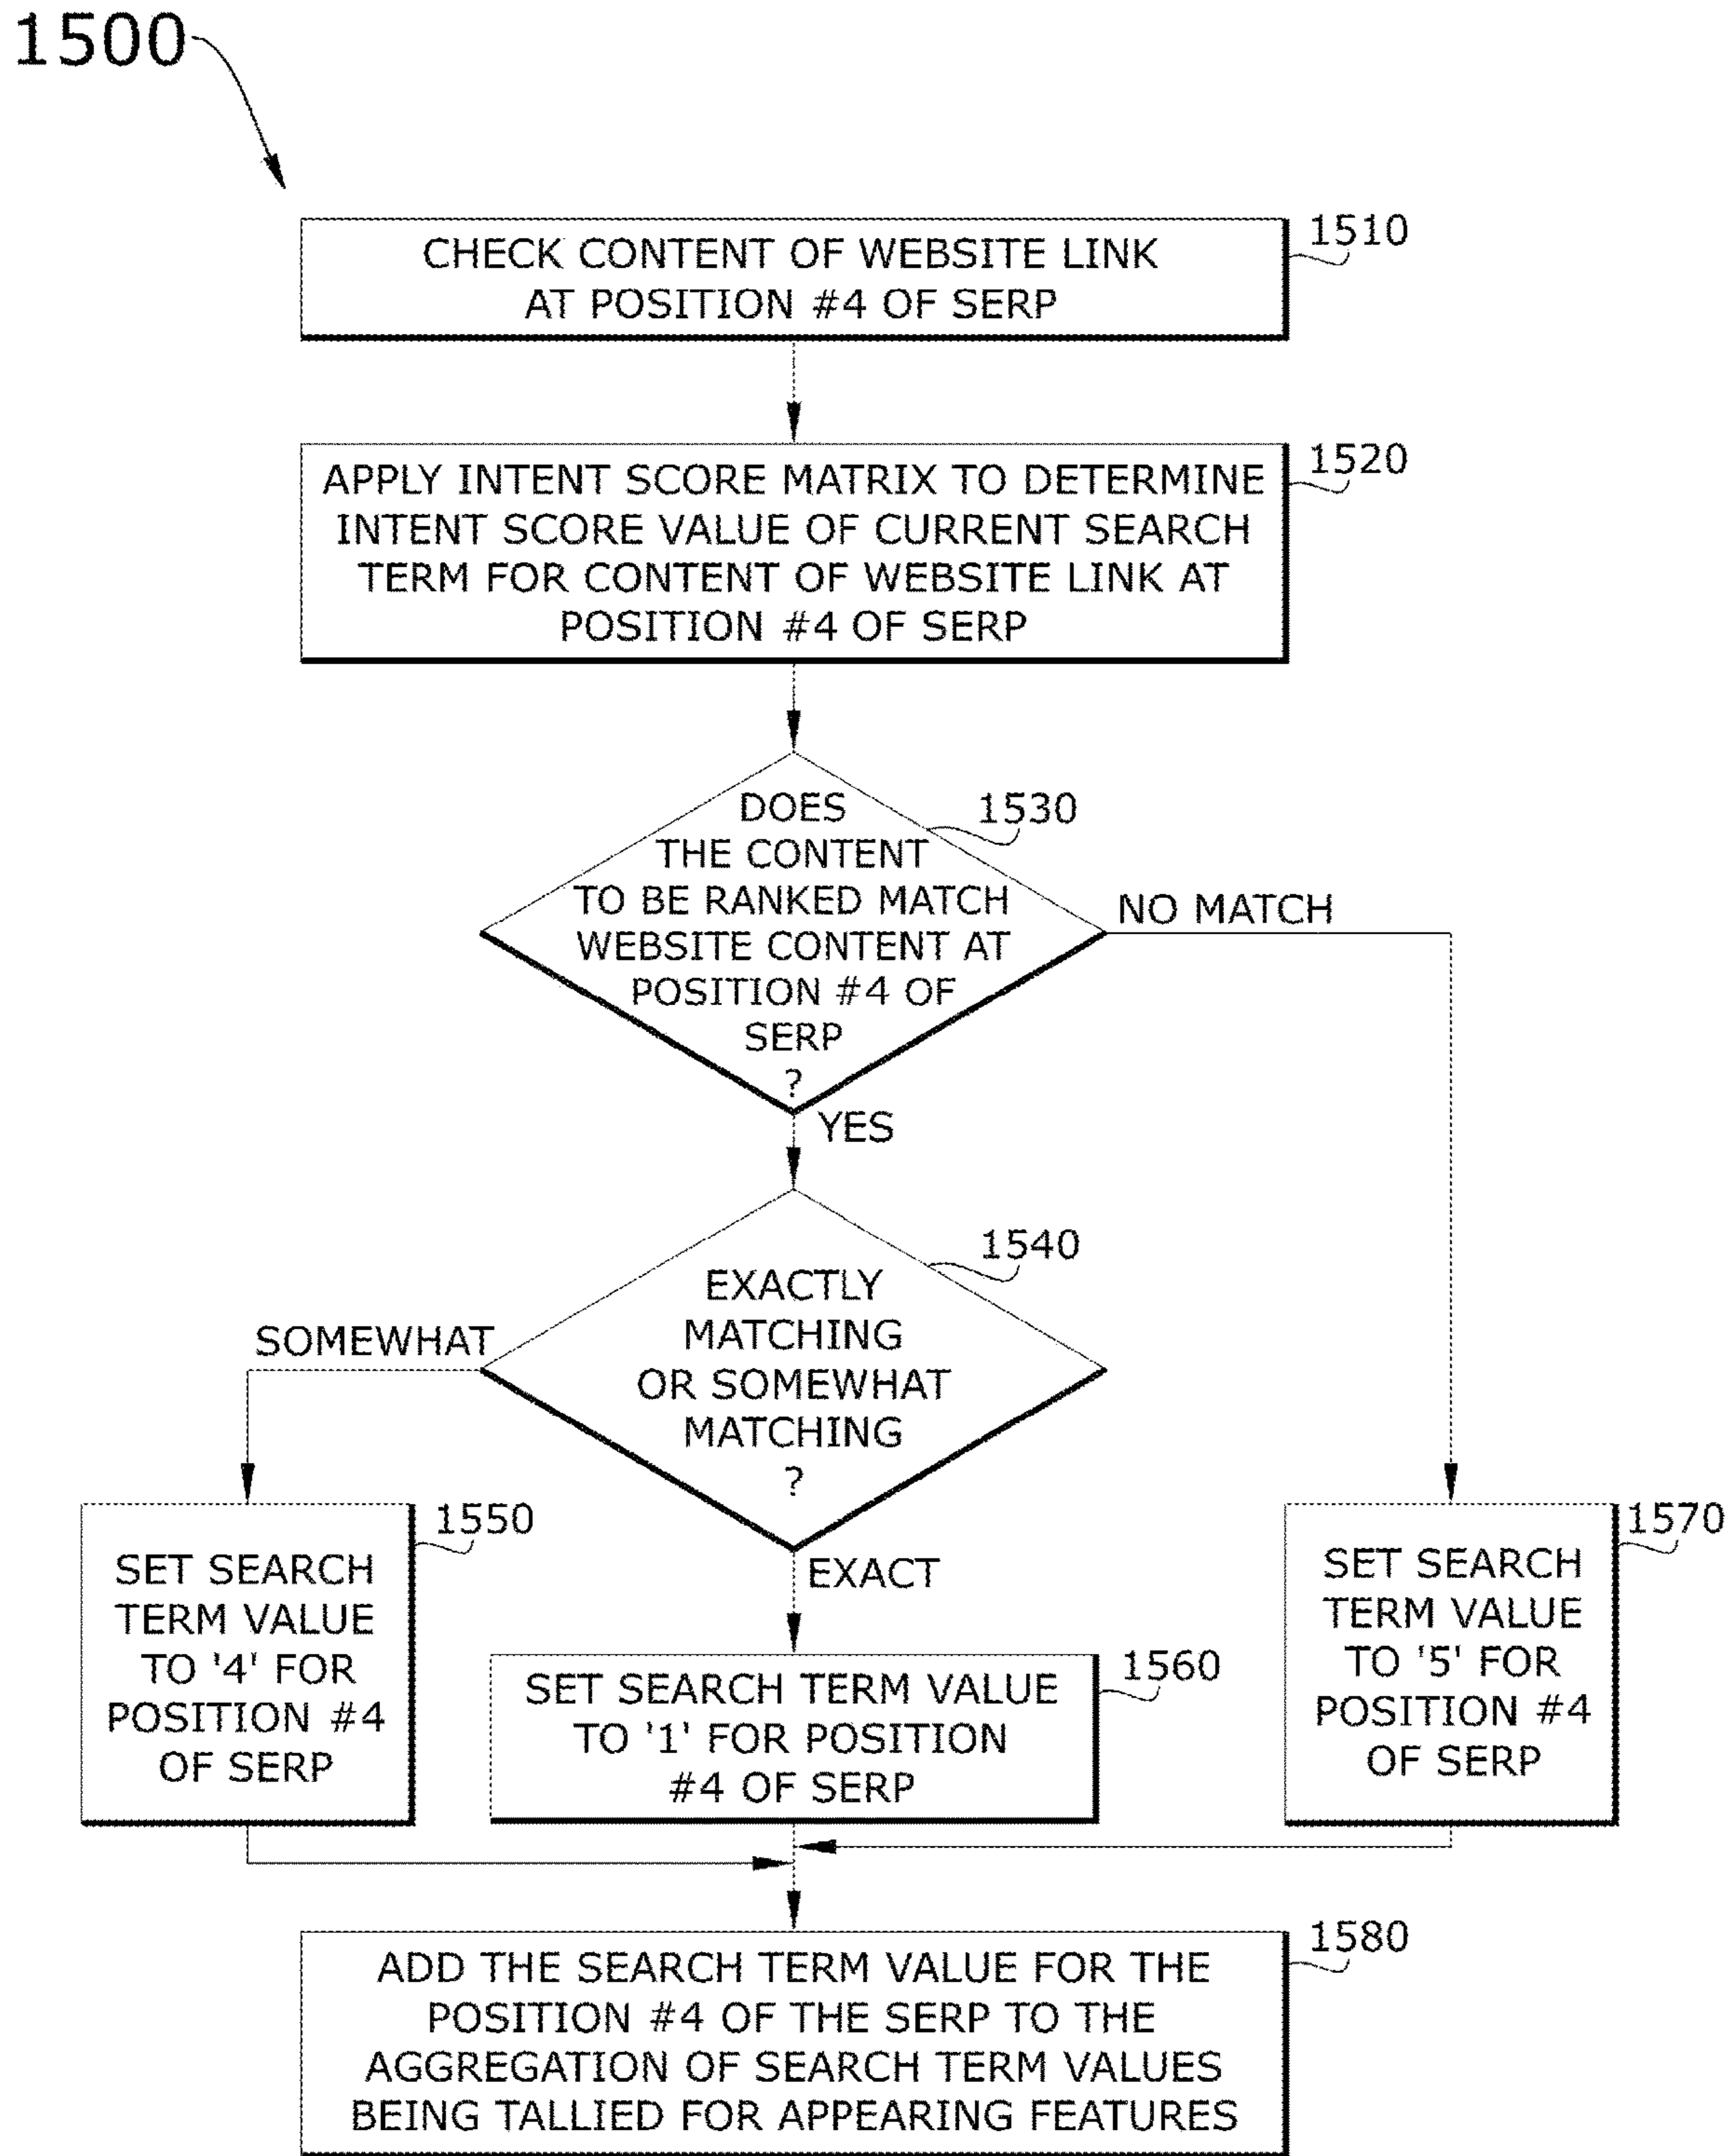 1500
1510
CHECK CONTENT OF WEBSITE LINK
AT POSITION #4 OF SERP
1520
APPLY INTENT SCORE MATRIX TO DETERMINE
INTENT SCORE VALUE OF CURRENT SEARCH
TERM FOR CONTENT OF WEBSITE LINK AT
POSITION #4 OF SERP
1530
DOES
THE CONTENT
TO BE RANKED MATCH
WEBSITE CONTENT AT
POSITION #4 OF
SERP
?
NO MATCH
YES
1540
EXACTLY
MATCHING
OR SOMEWHAT
MATCHING
?
SOMEWHAT
EXACT
1550
SET SEARCH
TERM VALUE
TO '4' FOR
POSITION #4
OF SERP
1560
SET SEARCH TERM VALUE
TO '1' FOR POSITION
#4 OF SERP
1570
SET SEARCH
TERM VALUE
TO '5' FOR
POSITION #4
OF SERP
1580
ADD THE SEARCH TERM VALUE FOR THE
POSITION #4 OF THE SERP TO THE
AGGREGATION OF SEARCH TERM VALUES
BEING TALLIED FOR APPEARING FEATURES